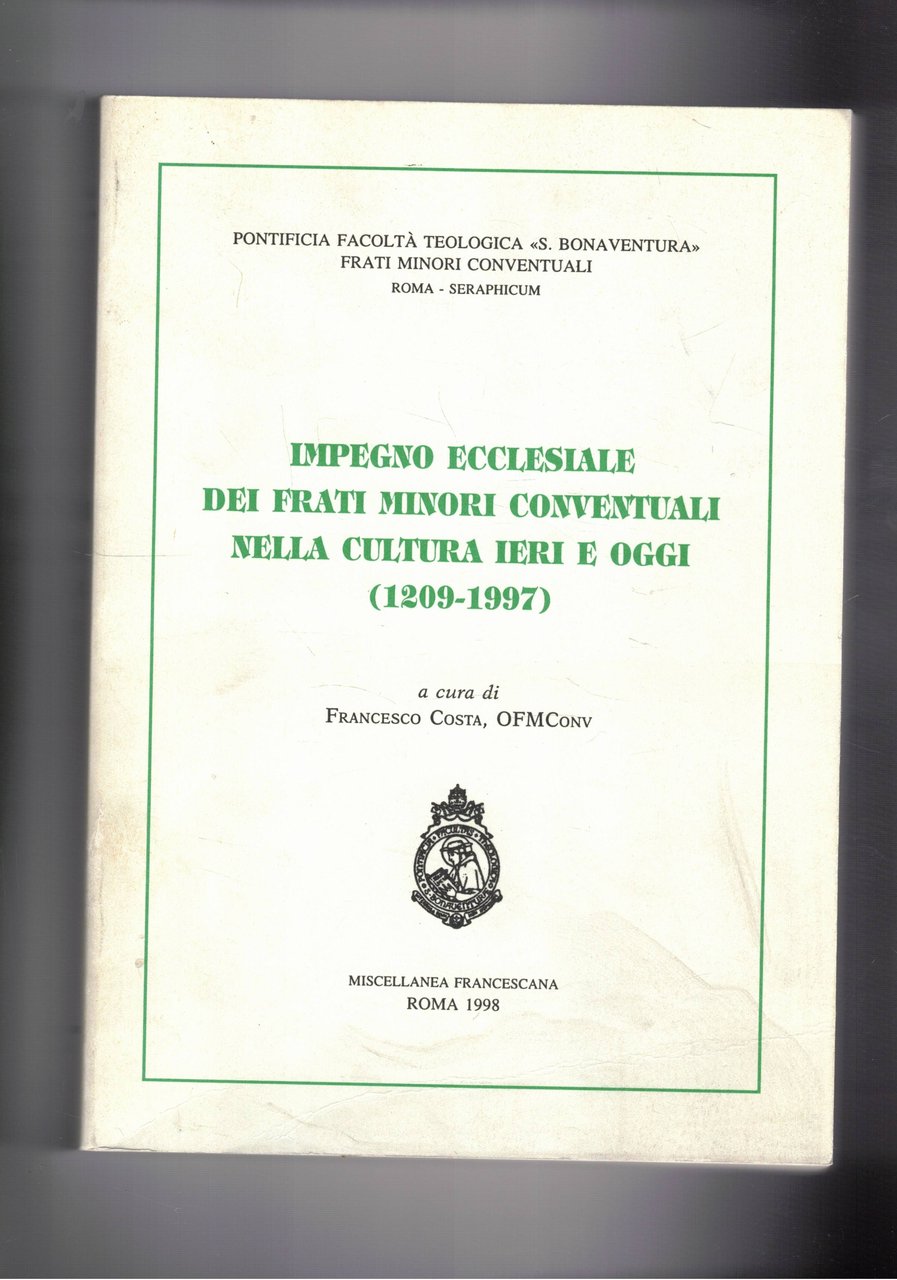 PONTIFICIA FACOLTÀ TEOLOGICA «S. BONAVENTURA»
FRATI MINORI CONVENTUALI
ROMA - SERAPHICUM
IMPEGNO ECCLESIALE
DEI FRATI MINORI CONVENTUALI
NELLA CULTURA IERI E OGGI
(1209-1997)
a cura di
FRANCESCO COSTA, OFMCONV
S. BONAVENTURA
MISCELLANEA FRANCESCANA
ROMA 1998